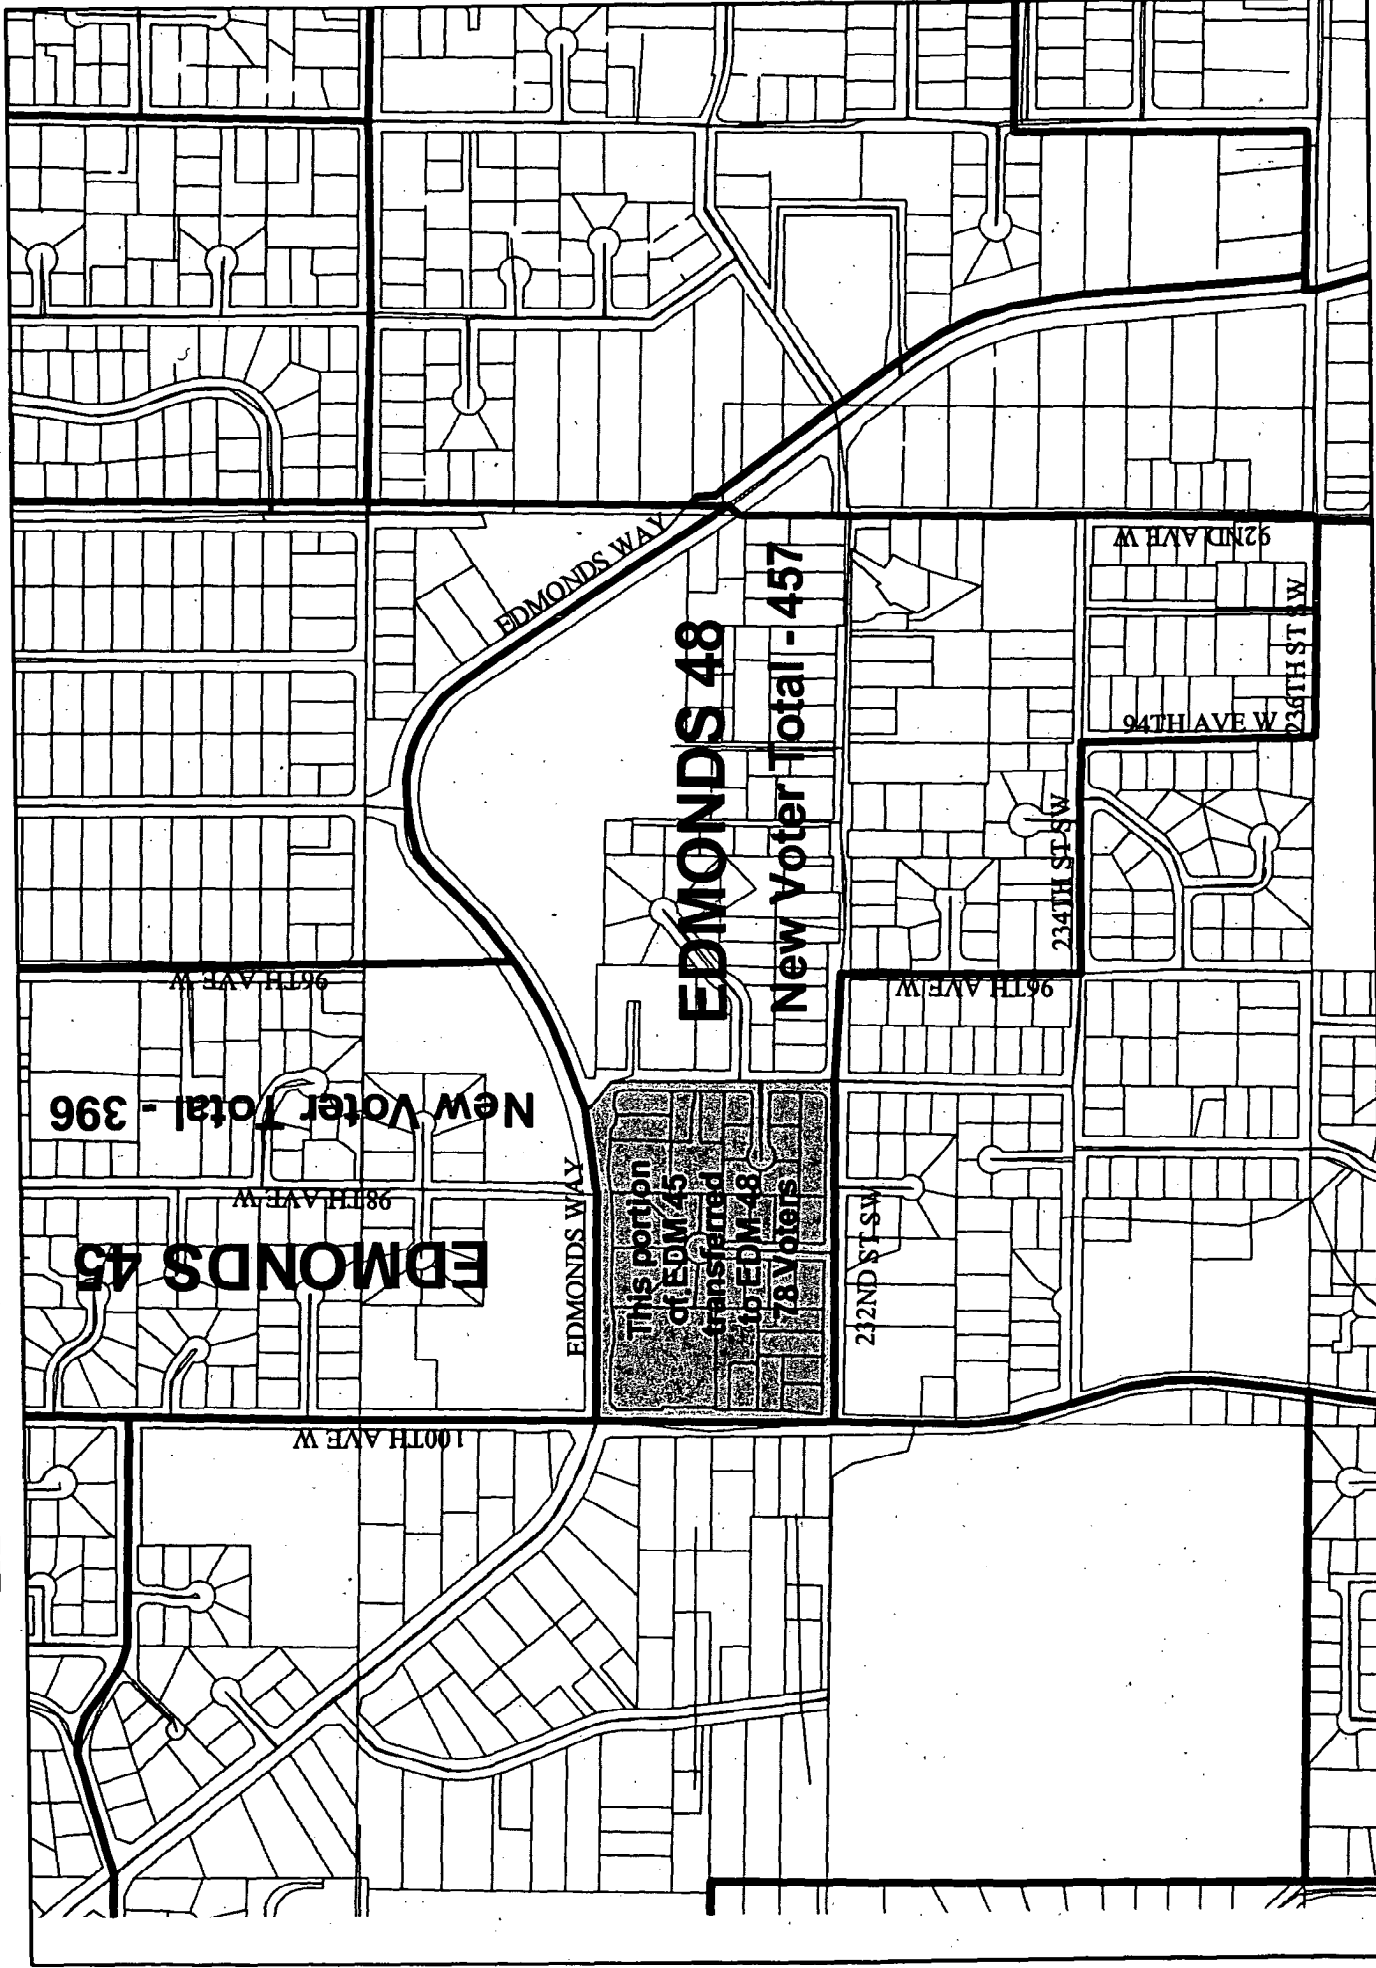 EDMONDS WAY
92ND AVE W
236TH ST SW
94TH AVE W
EDMONDS 48
New Voter Total - 457
234TH ST SW
96TH AVE W
96TH AVE W
New Voter Total - 396
98TH AVE W
EDMONDS 45
EDMONDS WAY
This portion
of EDM 45
transferred
to EDM 48
78 Voters
232ND ST SW
100TH AVE W